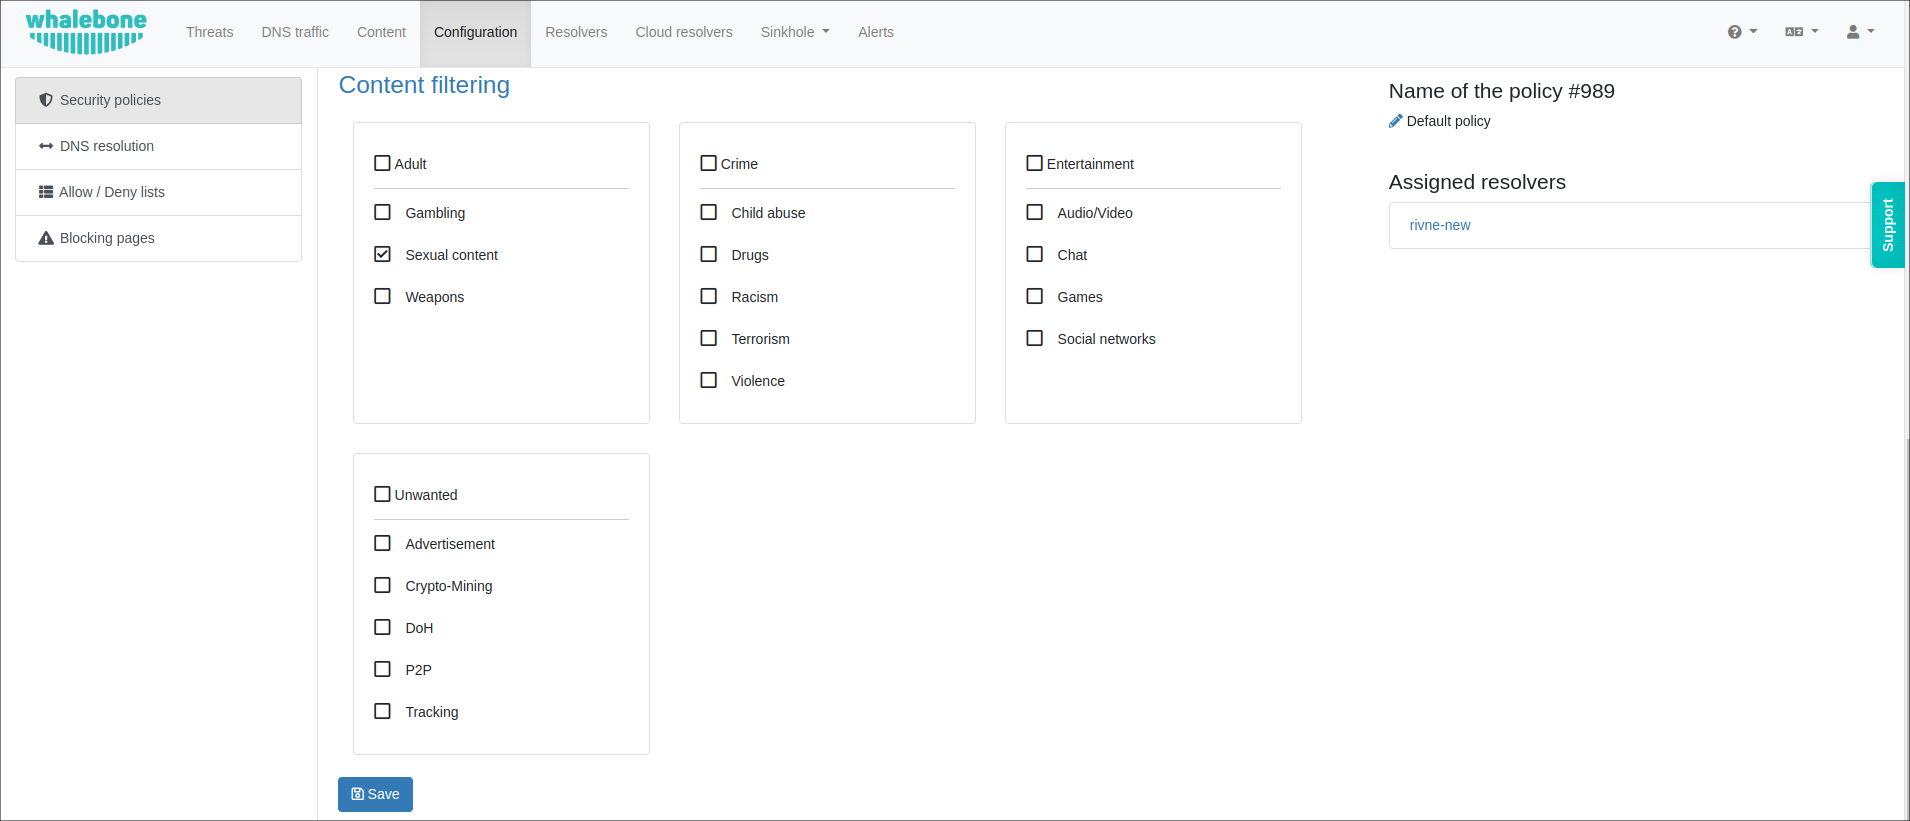 whalebone
Threats DNS traffic Content Configuration Resolvers Cloud resolvers Sinkhole Alerts
Security policies
DNS resolution
Allow / Deny lists
Blocking pages
Content filtering
Adult
Gambling
Sexual content
Weapons
Crime
Child abuse
Drugs
Racism
Terrorism
Violence
Entertainment
Audio/Video
Chat
Games
Social networks
Unwanted
Advertisement
Crypto-Mining
DoH
P2P
Tracking
Save
Name of the policy #989
Default policy
Assigned resolvers
rivne-new
Support